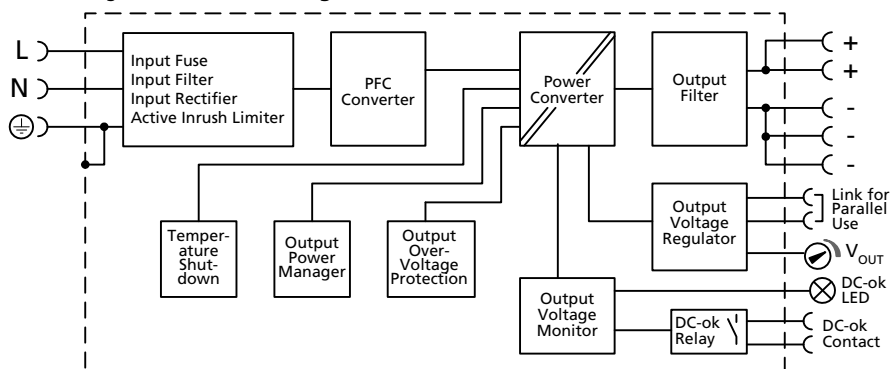 L
N
Input Fuse
Input Filter
Input Rectifier
Active Inrush Limiter
PFC
Converter
Power
Converter
Output
Filter
+
+
-
-
-
Temper-
ature
Shut-
down
Output
Power
Manager
Output
Over-
Voltage
Protection
Output
Voltage
Regulator
Link for
Parallel
Use
VOUT
Output
Voltage
Monitor
DC-ok
LED
DC-ok
Relay
DC-ok
Contact